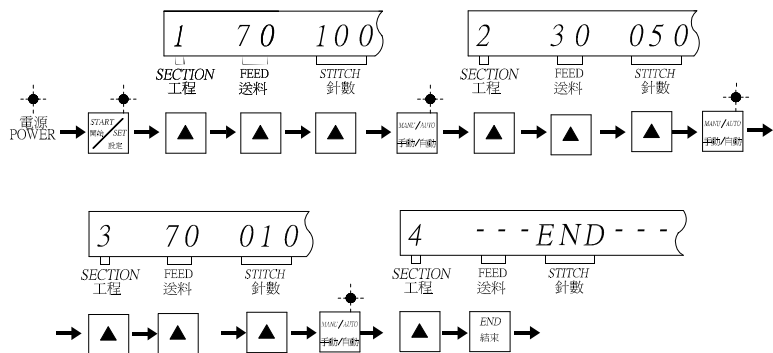 1 70 100
SECTION FEED STITCH
工程 送料 針數
2 30 050
SECTION FEED STITCH
工程 送料 針數
電源
POWER
START
開始 / SET
設定
MANU/AUTO
手動/自動
MANU/AUTO
手動/自動
3 70 010
SECTION FEED STITCH
工程 送料 針數
4 ---END---
SECTION FEED STITCH
工程 送料 針數
MANU/AUTO
手動/自動
END
結束